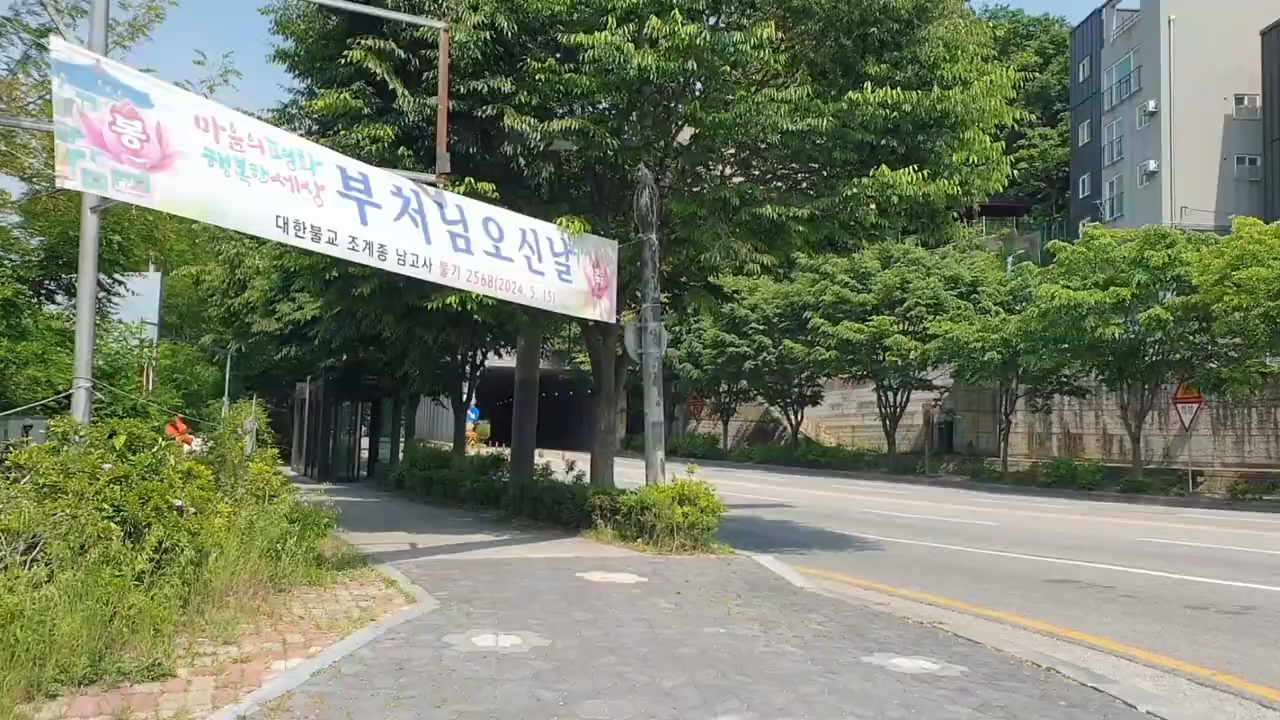 봉
마음의 평화
행복한 세상
부처님오신날
대한불교 조계종 남고사 불기 2568(2024. 5. 15)